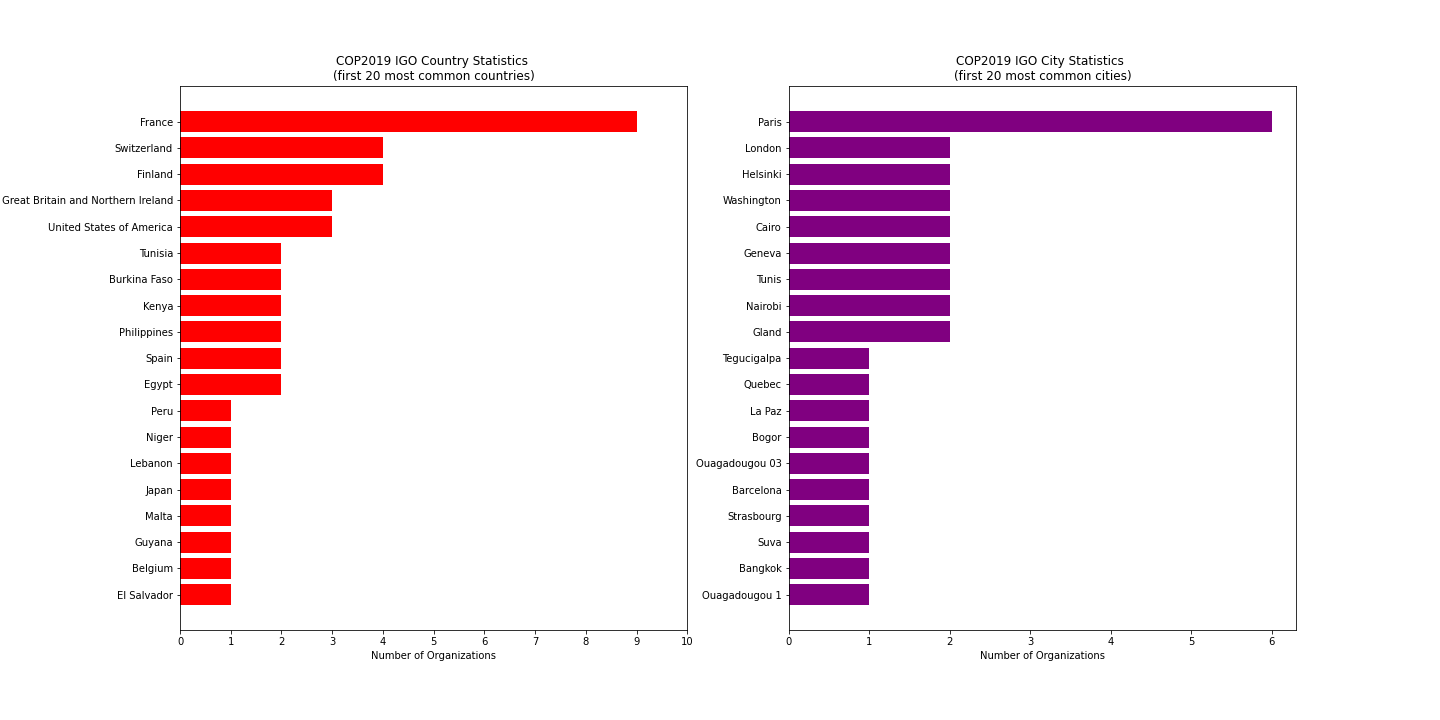 COP2019 IGO Country Statistics
(first 20 most common countries)
France
Switzerland
Finland
Great Britain and Northern Ireland
United States of America
Tunisia
Burkina Faso
Kenya
Philippines
Spain
Egypt
Peru
Niger
Lebanon
Japan
Malta
Guyana
Belgium
El Salvador
0 1 2 3 4 5 6 7 8 9 10
Number of Organizations
COP2019 IGO City Statistics
(first 20 most common cities)
Paris
London
Helsinki
Washington
Cairo
Geneva
Tunis
Nairobi
Gland
Tegucigalpa
Quebec
La Paz
Bogor
Ouagadougou 03
Barcelona
Strasbourg
Suva
Bangkok
Ouagadougou 1
0 1 2 3 4 5 6
Number of Organizations